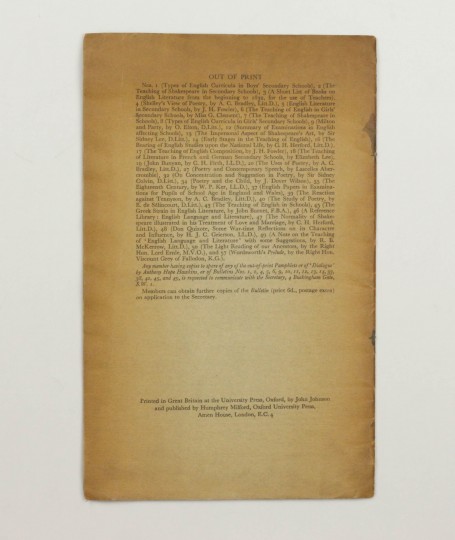 OUT OF PRINT
Nos. 1 (Types of English Curricula in Boys' Secondary Schools), 2 (The
Teaching of Shakespeare in Secondary Schools), 3 (A Short List of Books on
English Literature from the beginning to 1832, for the use of Teachers),
4 (Shelley's View of Poetry, by A. C. Bradley, Litt.D.), 5 (English Literature
in Secondary Schools, by J. H. Fowler), 6 (The Teaching of English in Girls'
Secondary Schools, by Miss G. Clement), 7 (The Teaching of Shakespeare in
Schools), 8 (Types of English Curricula in Girls' Secondary Schools), 9 (Milton
and Party, by O. Elton, D.Litt.), 10 (Summary of Examinations in English
affecting Schools), 13 (The Impersonal Aspect of Shakespeare's Art, by Sir
Sidney Lee, D.Litt.), 14 (Early Stages in the Teaching of English), 16 (The
Bearing of English Studies upon the National Life, by C. H. Herford, Litt.D.),
17 (The Teaching of English Composition, by J. H. Fowler), 18 (The Teaching
of Literature in French and German Secondary Schools, by Elizabeth Lee),
19 (John Bunyan, by C. H. Firth, LL.D.), 20 (The Uses of Poetry, by A. C.
Bradley, Litt.D.), 27 (Poetry and Contemporary Speech, by Lascelles Aber-
crombie), 32 (On Concentration and Suggestion in Poetry, by Sir Sidney
Colvin, D.Litt.), (Poetry and the Child, by J. Dover Wilson), 35 (The
Eighteenth Century, by W. P. Ker, LL.D.), 37 (English Papers in Examina-
tions for Pupils of School Age in England and Wales), 39 (The Reaction
against Tennyson, by A. C. Bradley, Litt.D.), 40 (The Study of Poetry, by
E. de Sélincourt, D.Litt.), 43 (The Teaching of English in Schools), 45 (The
Greek Strain in English Literature, by John Burnet, F.B.A.), 46 (A Reference
Library: English Language and Literature), 47 (The Normality of Shake-
speare illustrated in his Treatment of Love and Marriage, by C. H. Herford,
Litt.D.), 48 (Don Quixote, Some War-time Reflections on its Character
and Influence, by H. J. C. Grierson, LL.D.), 49 (A Note on the Teaching
of "English Language and Literature" with some Suggestions, by R. B.
McKerrow, Litt.D.), 50 (The Light Reading of our Ancestors, by the Right
Hon. Lord Ernle, M.V.O.), and 57 (Wordsworth's Prelude, by the Right Hon.
Viscount Grey of Fallodon, K.G.).
Any member having copies to spare of any of the out-of-print Pamphlets or of "Dialogue"
by Anthony Hope Hawkins, or of Bulletins Nos. 1, 2, 4, 5, 6, 9, 10, 11, 12, 13,
and is requested to communicate with the Secretary, 4 Buckingham Gate,
S.W. 1.
Members can obtain further copies of the Bulletin (price 6d., postage extra)
on application to the Secretary.
Printed in Great Britain at the University Press, Oxford, by John Johnson
and published by Humphrey Milford, Oxford University Press,
Amen House, London, E.C.4